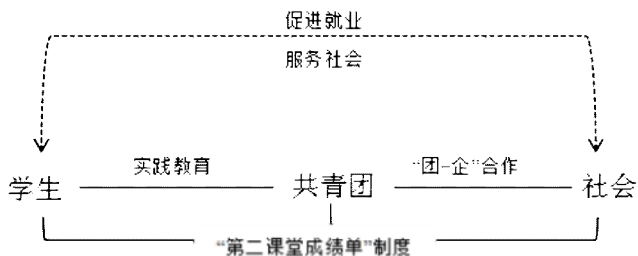 促进就业
服务社会
实践教育
“团-企”合作
学生
共青团
社会
“第二课堂成绩单”制度